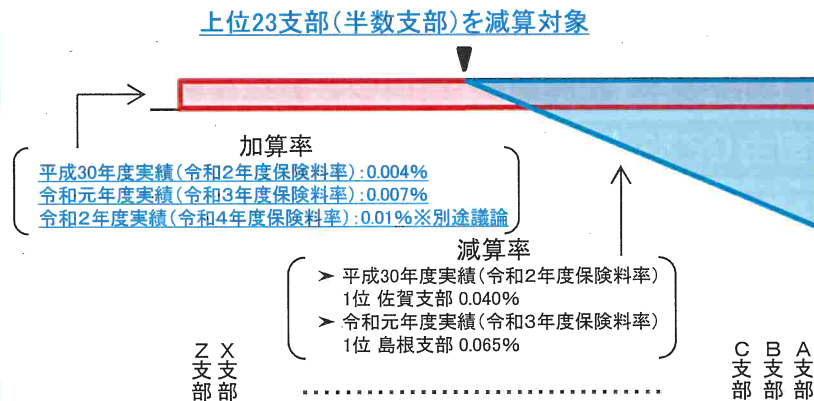 上位23支部(半数支部)を減算対象
加算率
平成30年度実績(令和2年度保険料率):0.004%
令和元年度実績(令和3年度保険料率):0.007%
令和2年度実績(令和4年度保険料率):0.01%※別途議論
減算率
➤ 平成30年度実績(令和2年度保険料率)
1位 佐賀支部 0.040%
➤ 令和元年度実績(令和3年度保険料率)
1位 島根支部 0.065%
Z支部
X支部
C支部
B支部
A支部